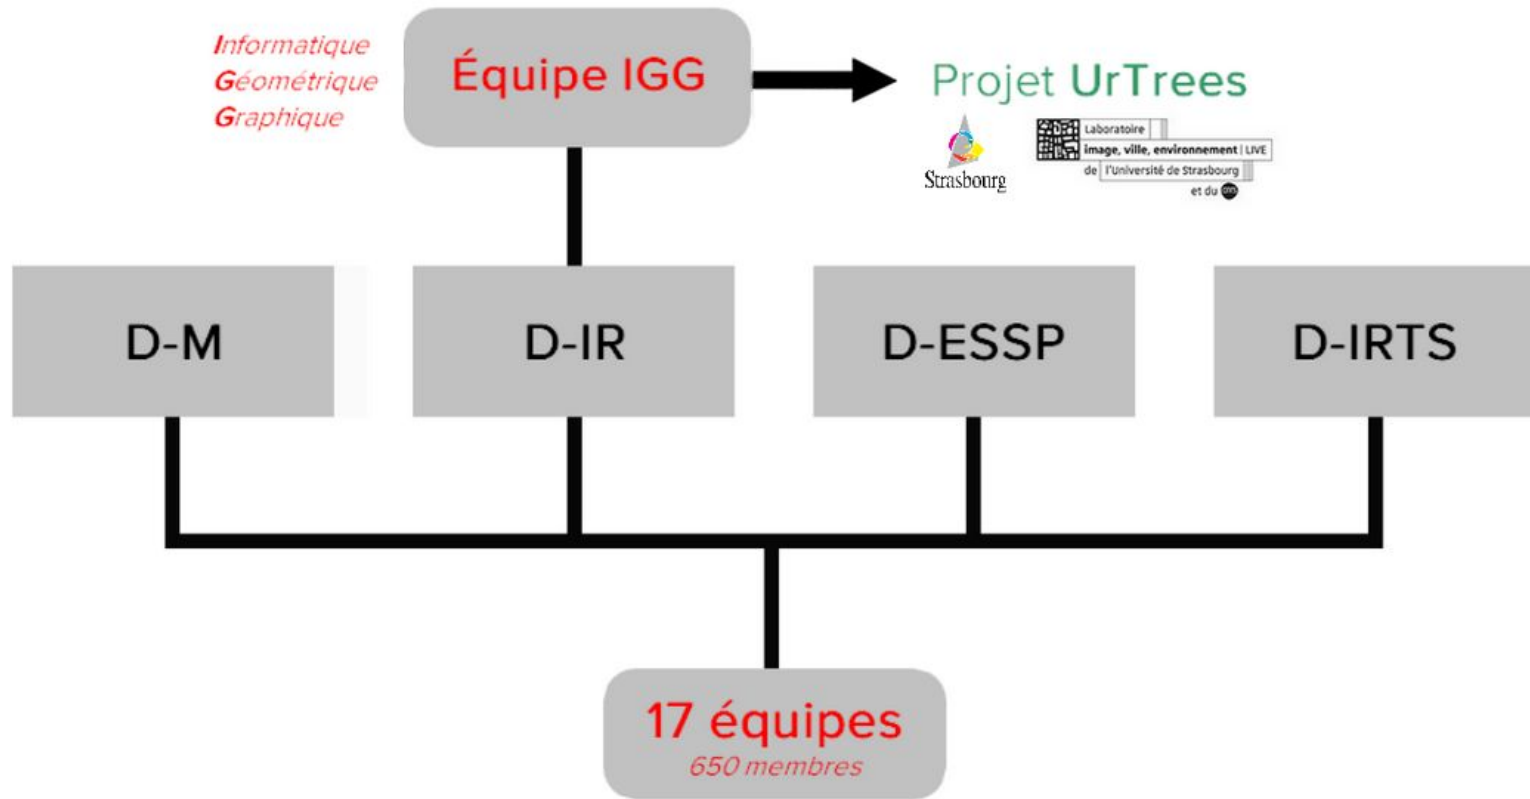 Informatique
Géométrique
Graphique
Équipe IGG
Projet UrTrees
Strasbourg
Laboratoire
image, ville, environnement | LIVE
de l'Université de Strasbourg
et du cnrs
D-M
D-IR
D-ESSP
D-IRTS
17 équipes
650 membres